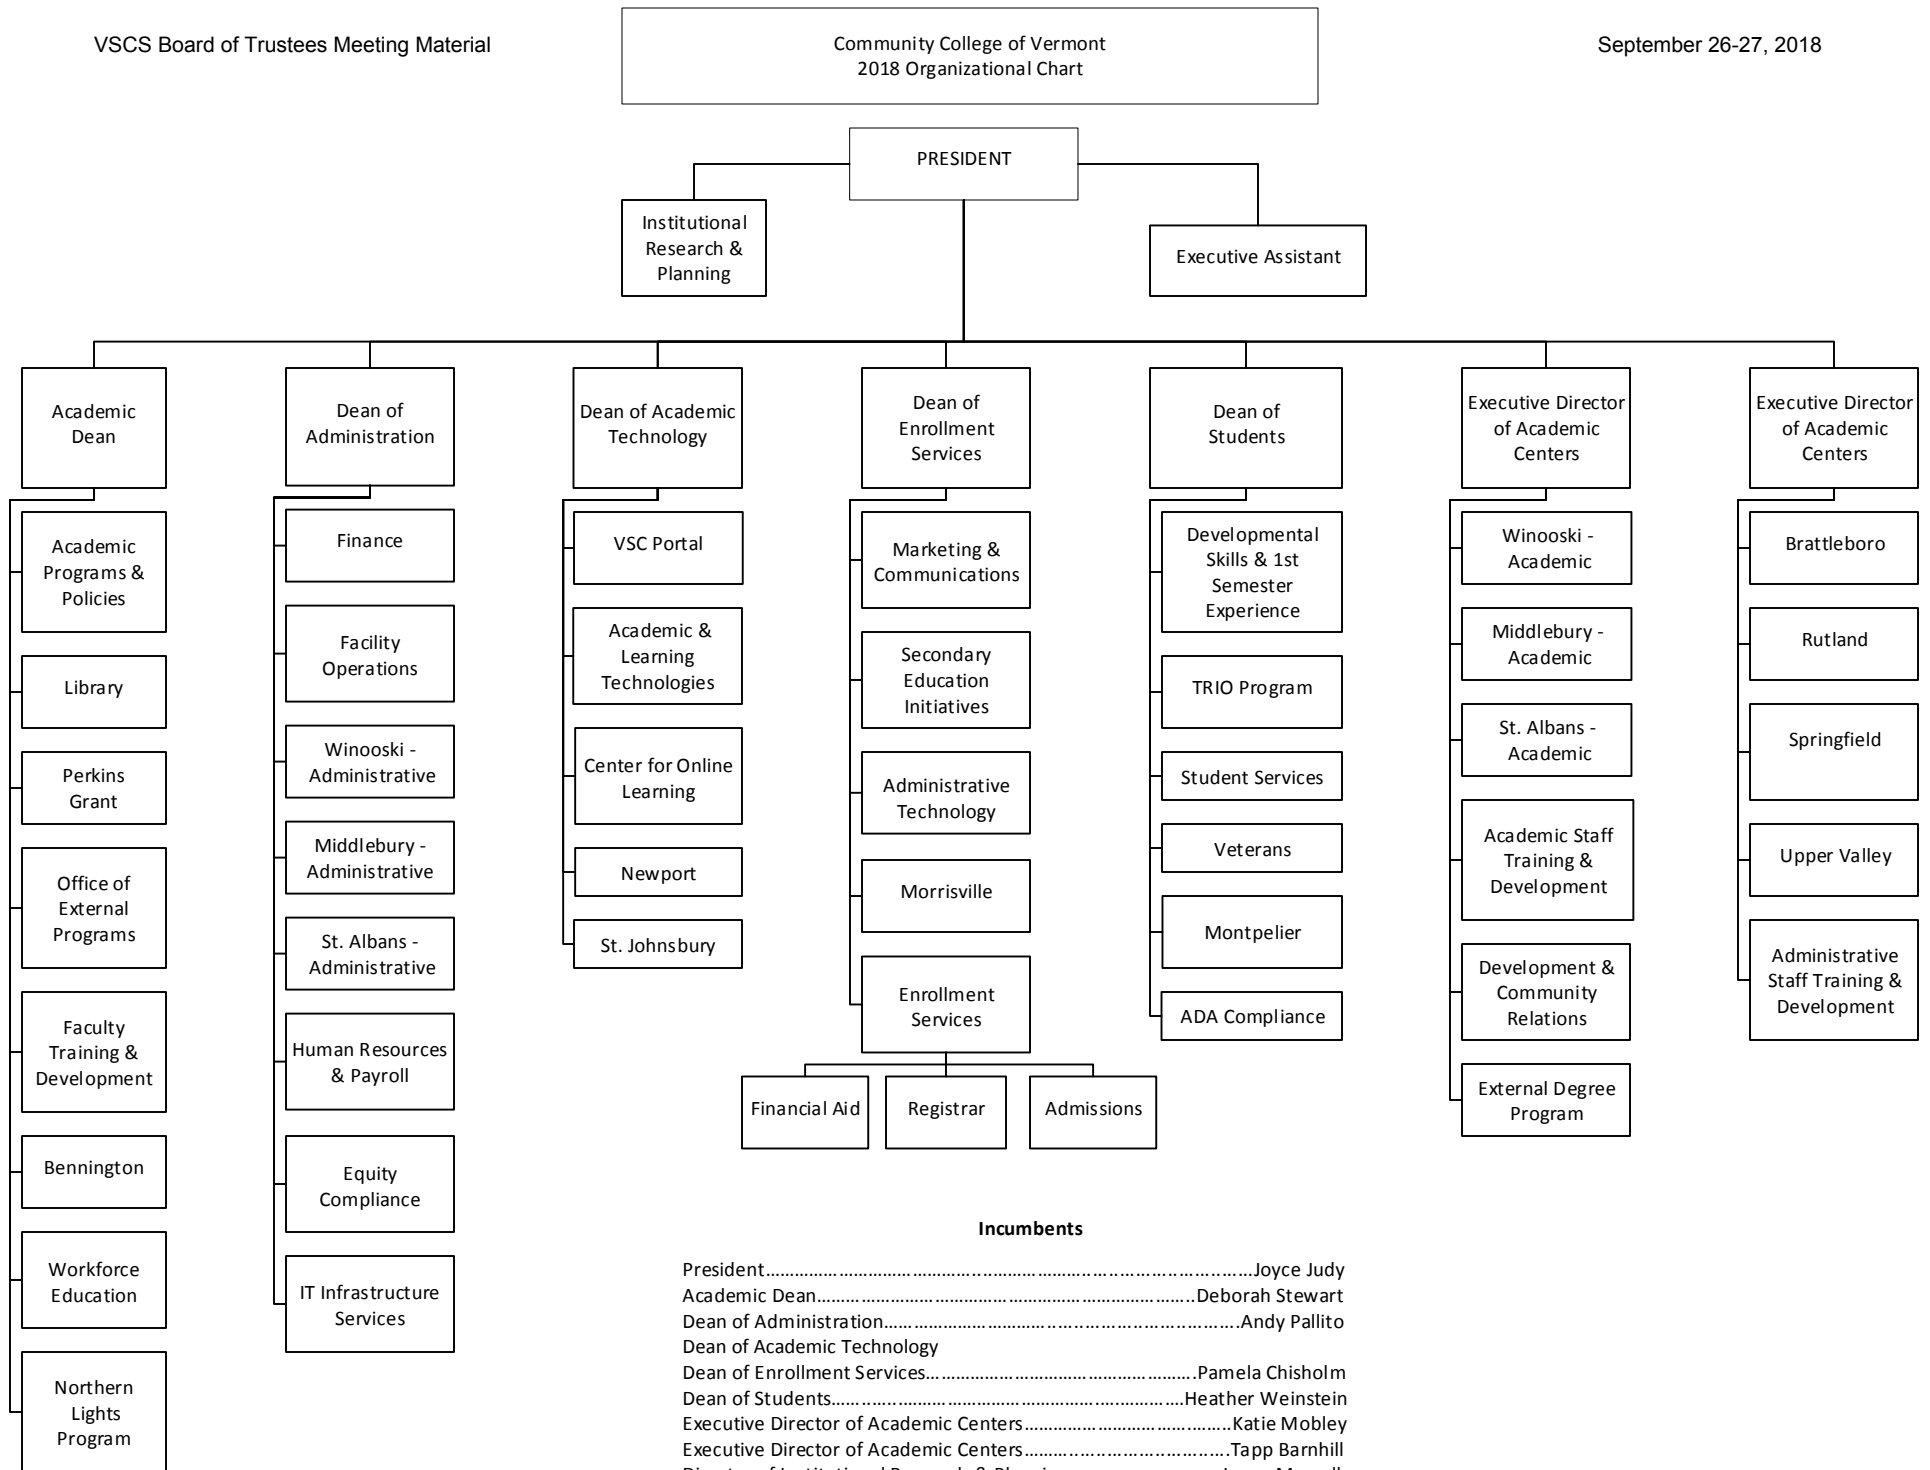 VSCS Board of Trustees Meeting Material
Community College of Vermont
2018 Organizational Chart
September 26-27, 2018
PRESIDENT
Institutional
Research &
Planning
Executive Assistant
Academic
Dean
Dean of
Administration
Dean of Academic
Technology
Dean of
Enrollment
Services
Dean of
Students
Executive Director
of Academic
Centers
Executive Director
of Academic
Centers
Academic
Programs &
Policies
Library
Perkins
Grant
Office of
External
Programs
Faculty
Training &
Development
Bennington
Workforce
Education
Northern
Lights
Program
Finance
Facility
Operations
Winooski -
Administrative
Middlebury -
Administrative
St. Albans -
Administrative
Human Resources
& Payroll
Equity
Compliance
IT Infrastructure
Services
VSC Portal
Academic &
Learning
Technologies
Center for Online
Learning
Newport
St. Johnsbury
Marketing &
Communications
Secondary
Education
Initiatives
Administrative
Technology
Morrisville
Enrollment
Services
Financial Aid
Registrar
Admissions
Developmental
Skills & 1st
Semester
Experience
TRIO Program
Student Services
Veterans
Montpelier
ADA Compliance
Winooski -
Academic
Middlebury -
Academic
St. Albans -
Academic
Academic Staff
Training &
Development
Development &
Community
Relations
External Degree
Program
Brattleboro
Rutland
Springfield
Upper Valley
Administrative
Staff Training &
Development
Incumbents
President..........Joyce Judy
Academic Dean..........Deborah Stewart
Dean of Administration..........Andy Pallito
Dean of Academic Technology
Dean of Enrollment Services..........Pamela Chisholm
Dean of Students..........Heather Weinstein
Executive Director of Academic Centers..........Katie Mobley
Executive Director of Academic Centers..........Tapp Barnhill